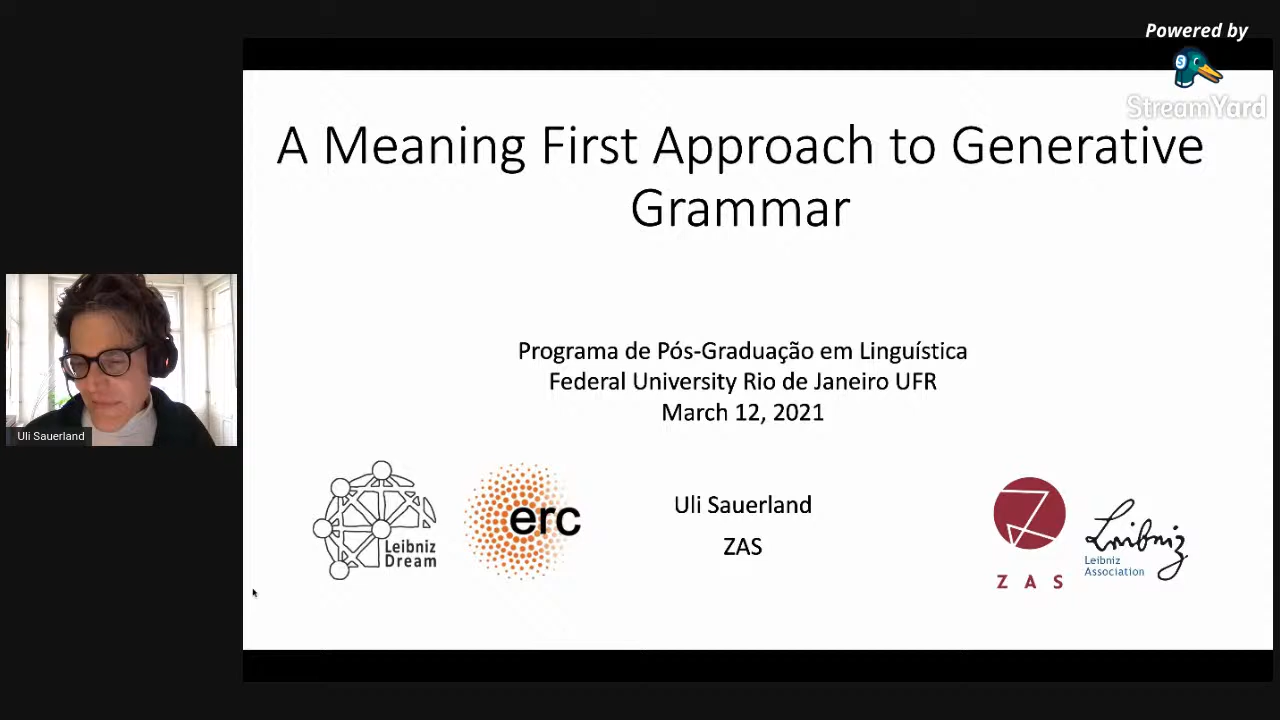 Powered by
StreamYard
A Meaning First Approach to Generative
Grammar
Programa de Pós-Graduação em Linguística
Federal University Rio de Janeiro UFR
March 12, 2021
Uli Sauerland
Leibniz
Dream
erc
Uli Sauerland
ZAS
Z A S
Leibniz
Leibniz
Association